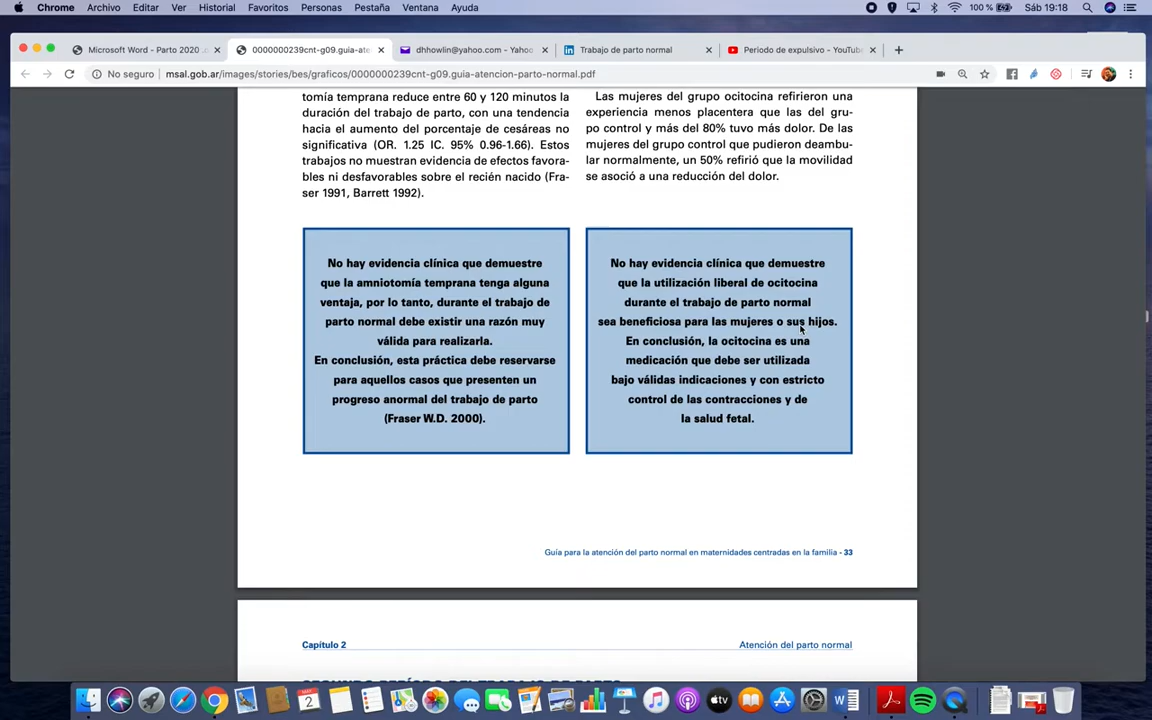 Chrome Archivo Editar Ver Historial Favoritos Personas Pestaña Ventana Ayuda
100 % Sáb 19:18
Microsoft Word - Parto 2020 .c
0000000239cnt-g09.guia-ate
dhhowlin@yahoo.com - Yahoo
Trabajo de parto normal
Periodo de expulsivo - YouTube
No seguro
msal.gob.ar/images/stories/bes/graficos/0000000239cnt-g09.guia-atencion-parto-normal.pdf
tomía temprana reduce entre 60 y 120 minutos la
duración del trabajo de parto, con una tendencia
hacia el aumento del porcentaje de cesáreas no
significativa (OR. 1.25 IC. 95% 0.96-1.66). Estos
trabajos no muestran evidencia de efectos favora-
bles ni desfavorables sobre el recién nacido (Fra-
ser 1991, Barrett 1992).
Las mujeres del grupo ocitocina refirieron una
experiencia menos placentera que las del gru-
po control y más del 80% tuvo más dolor. De las
mujeres del grupo control que pudieron deambu-
lar normalmente, un 50% refirió que la movilidad
se asoció a una reducción del dolor.
No hay evidencia clínica que demuestre
que la amniotomía temprana tenga alguna
ventaja, por lo tanto, durante el trabajo de
parto normal debe existir una razón muy
válida para realizarla.
En conclusión, esta práctica debe reservarse
para aquellos casos que presenten un
progreso anormal del trabajo de parto
(Fraser W.D. 2000).
No hay evidencia clínica que demuestre
que la utilización liberal de ocitocina
durante el trabajo de parto normal
sea beneficiosa para las mujeres o sus hijos.
En conclusión, la ocitocina es una
medicación que debe ser utilizada
bajo válidas indicaciones y con estricto
control de las contracciones y de
la salud fetal.
Guía para la atención del parto normal en maternidades centradas en la familia - 33
Capítulo 2
Atención del parto normal